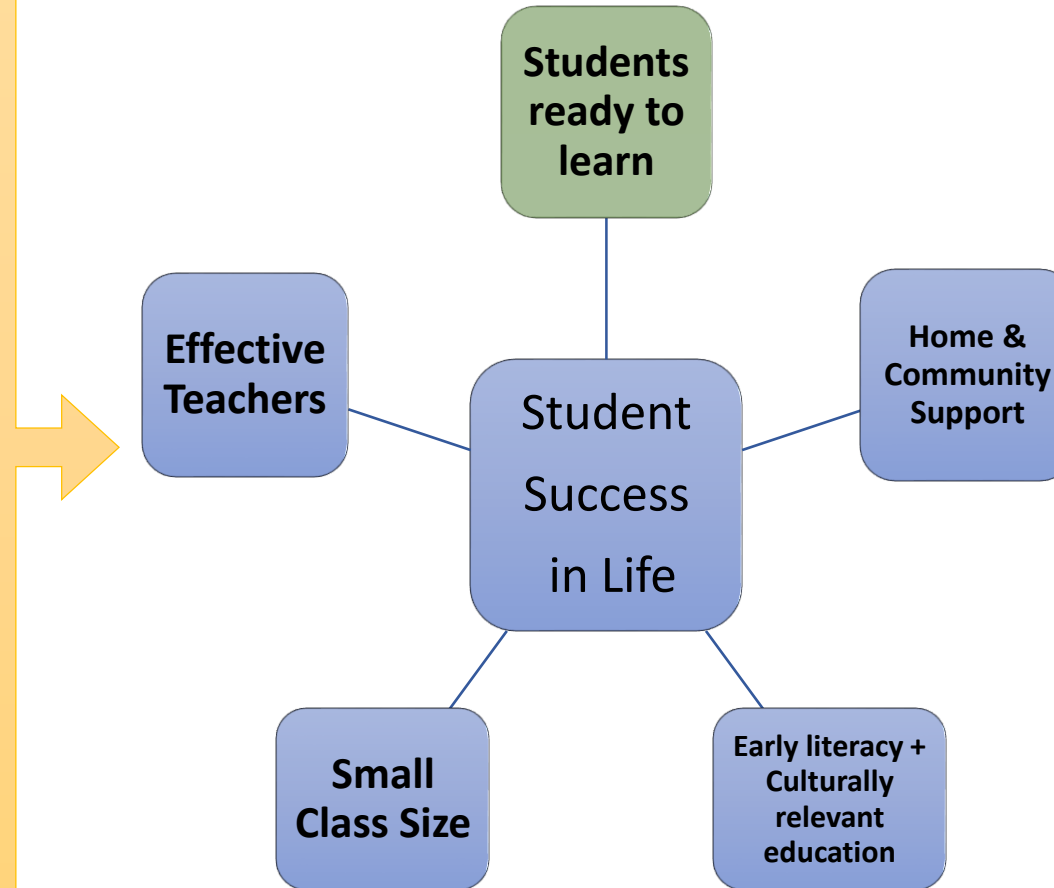 Students
ready to
learn
Effective
Teachers
Home &
Community
Support
Student
Success
in Life
Small
Class Size
Early literacy +
Culturally
relevant
education